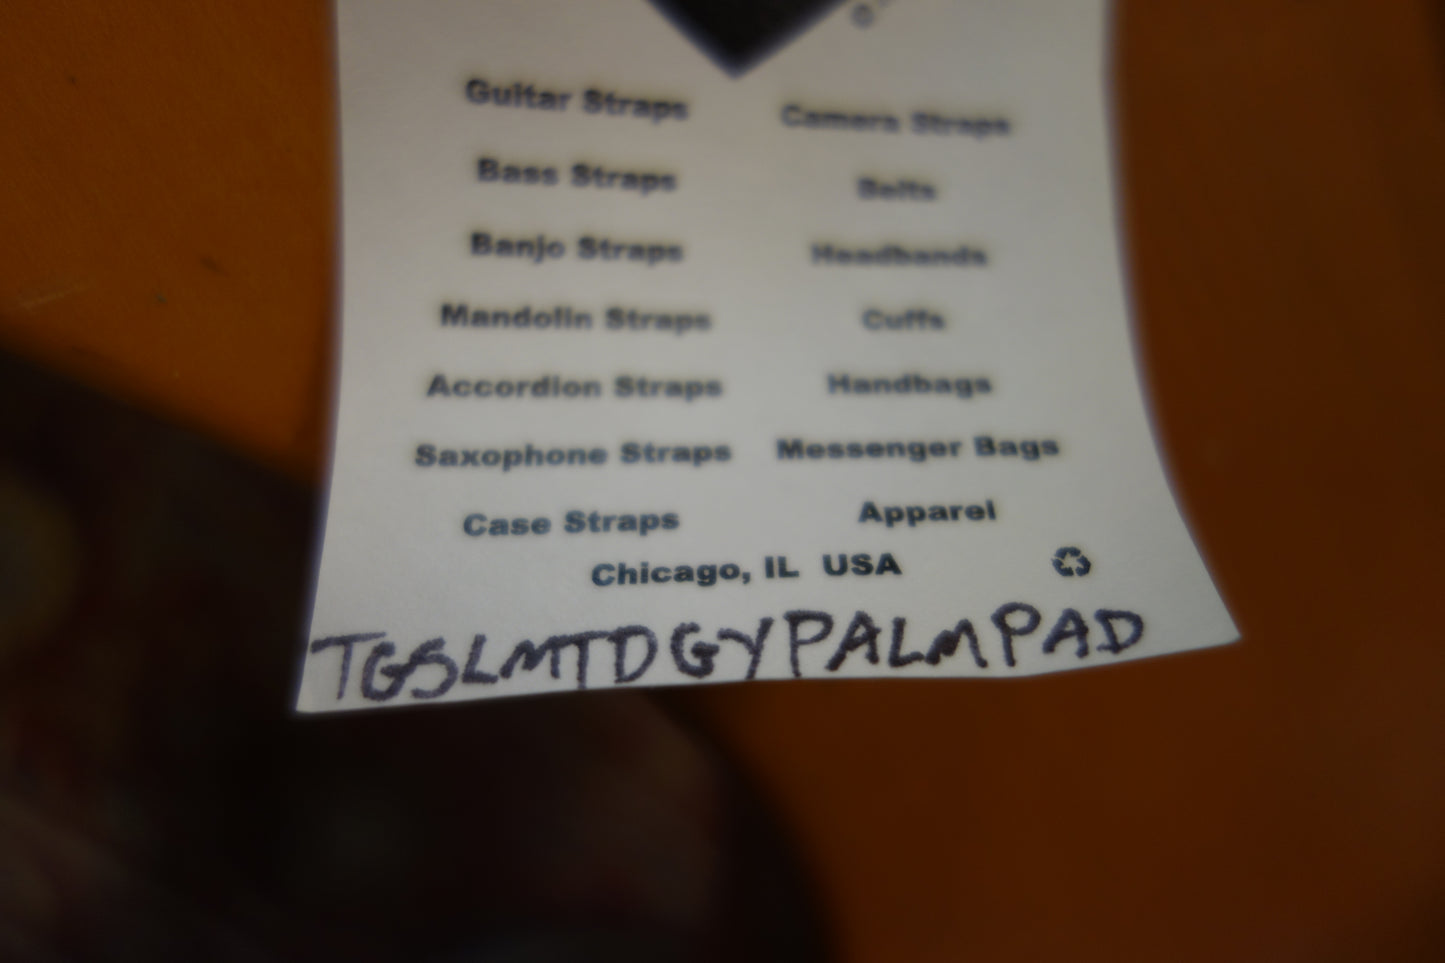 Guitar Straps Camera Straps
Bass Straps Belts
Banjo Straps Headbands
Mandolin Straps Cuffs
Accordion Straps Handbags
Saxophone Straps Messenger Bags
Case Straps Apparel
Chicago, IL USA
TGSLMTDGYPALMPAD